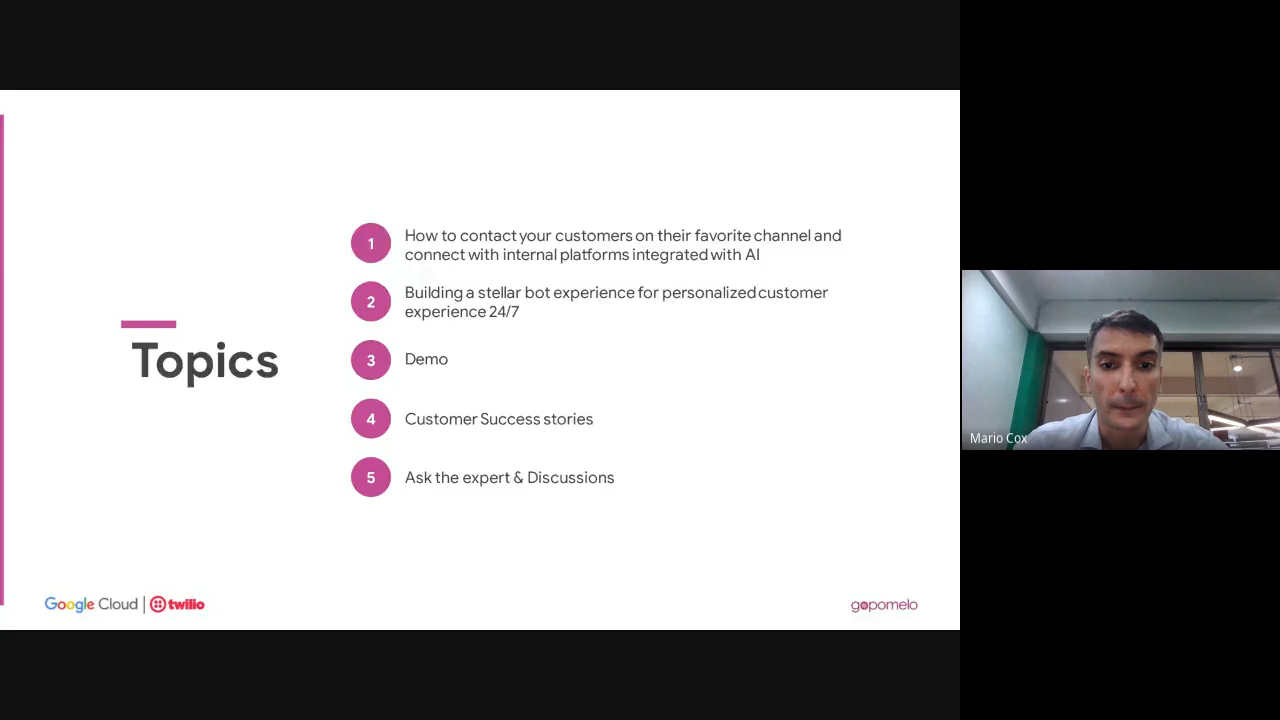 Topics
1
How to contact your customers on their favorite channel and
connect with internal platforms integrated with AI
2
Building a stellar bot experience for personalized customer
experience 24/7
3
Demo
4
Customer Success stories
5
Ask the expert & Discussions
Google Cloud | twilio
gopomelo
Mario Cox